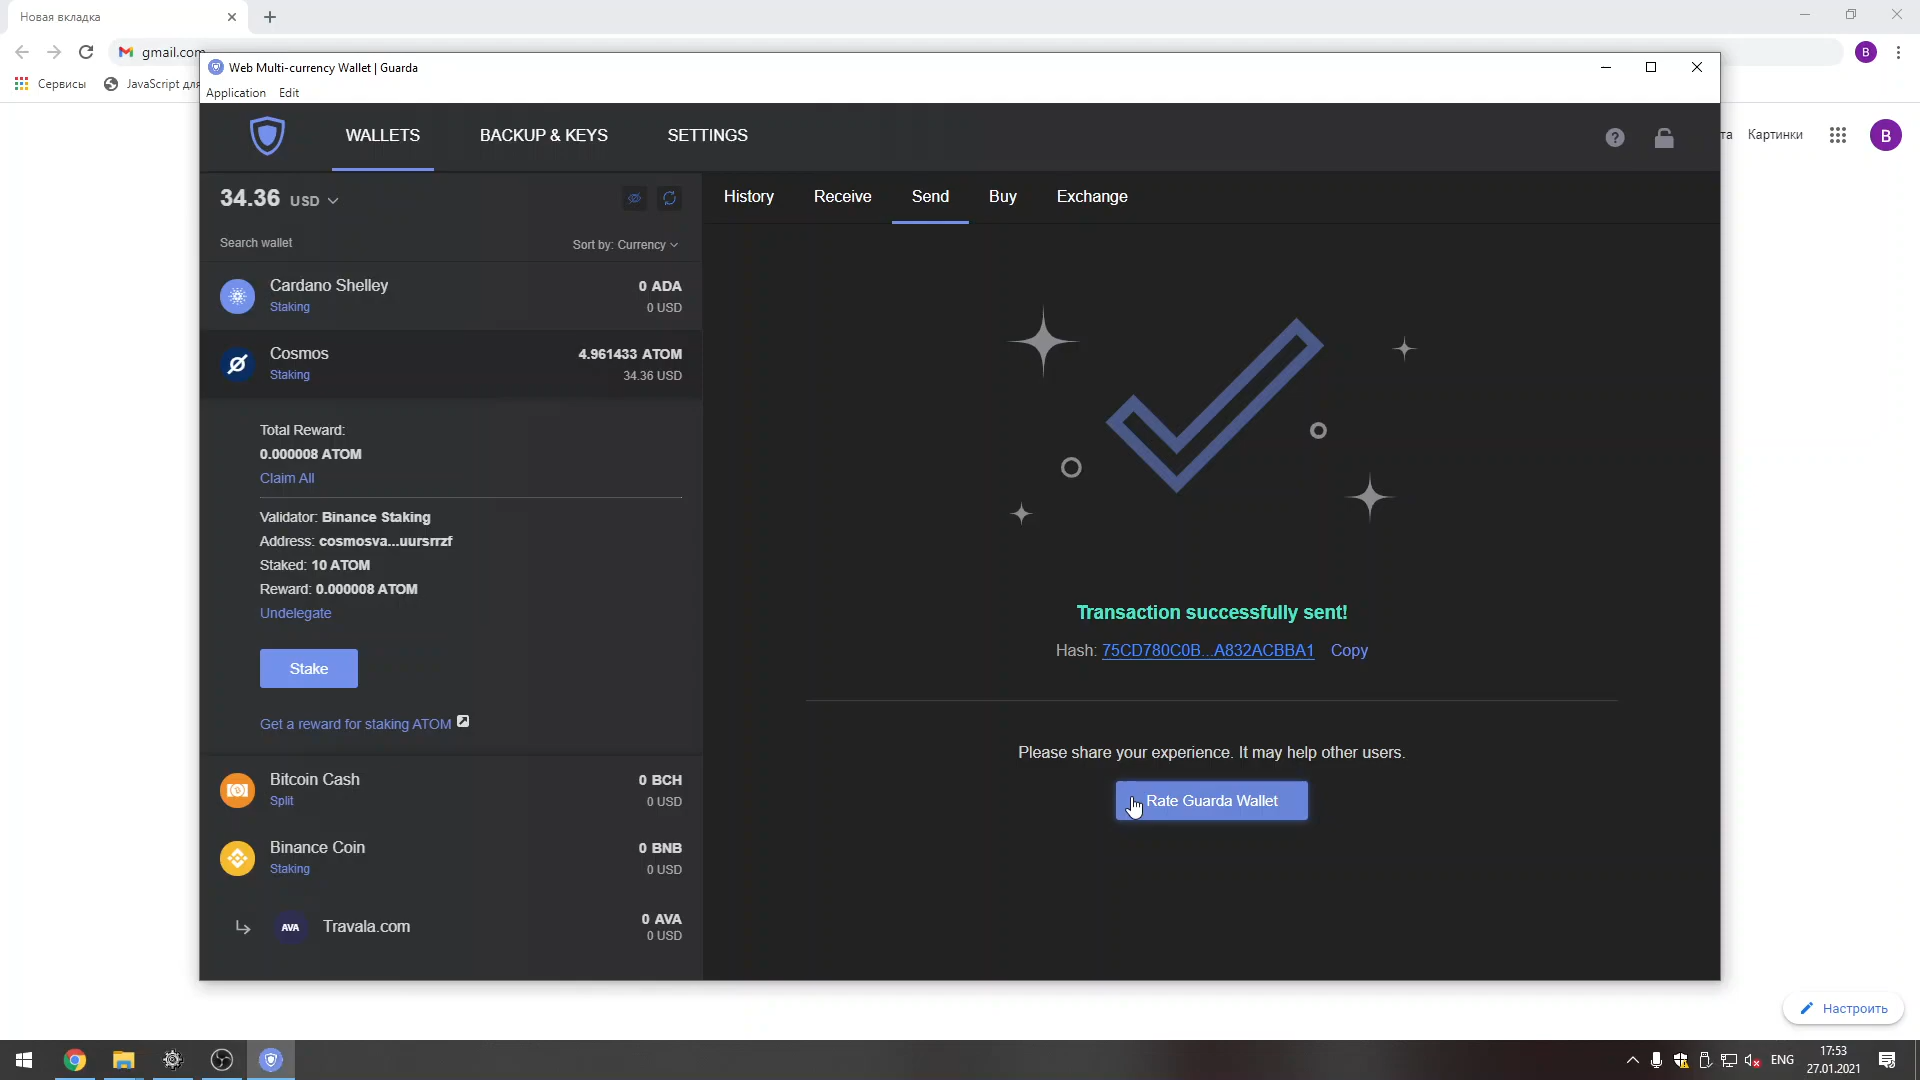 Новая вкладка
gmail.com
Сервисы
JavaScript для
Web Multi-currency Wallet | Guarda
Application Edit
WALLETS
BACKUP & KEYS
SETTINGS
та Картинки
B
B
34.36 USD
Search wallet
Sort by: Currency
Cardano Shelley
0 ADA
Staking
0 USD
Cosmos
4.961433 ATOM
Staking
34.36 USD
Total Reward:
0.000008 ATOM
Claim All
Validator: Binance Staking
Address: cosmosva...uursrrzf
Staked: 10 ATOM
Reward: 0.000008 ATOM
Undelegate
Stake
Get a reward for staking ATOM
Bitcoin Cash
0 BCH
Split
0 USD
Binance Coin
0 BNB
Staking
0 USD
AVA
Travala.com
0 AVA
0 USD
History
Receive
Send
Buy
Exchange
Transaction successfully sent!
Hash: 75CD780C0B...A832ACBBA1 Copy
Please share your experience. It may help other users.
Rate Guarda Wallet
Настроить
ENG
17:53
27.01.2021